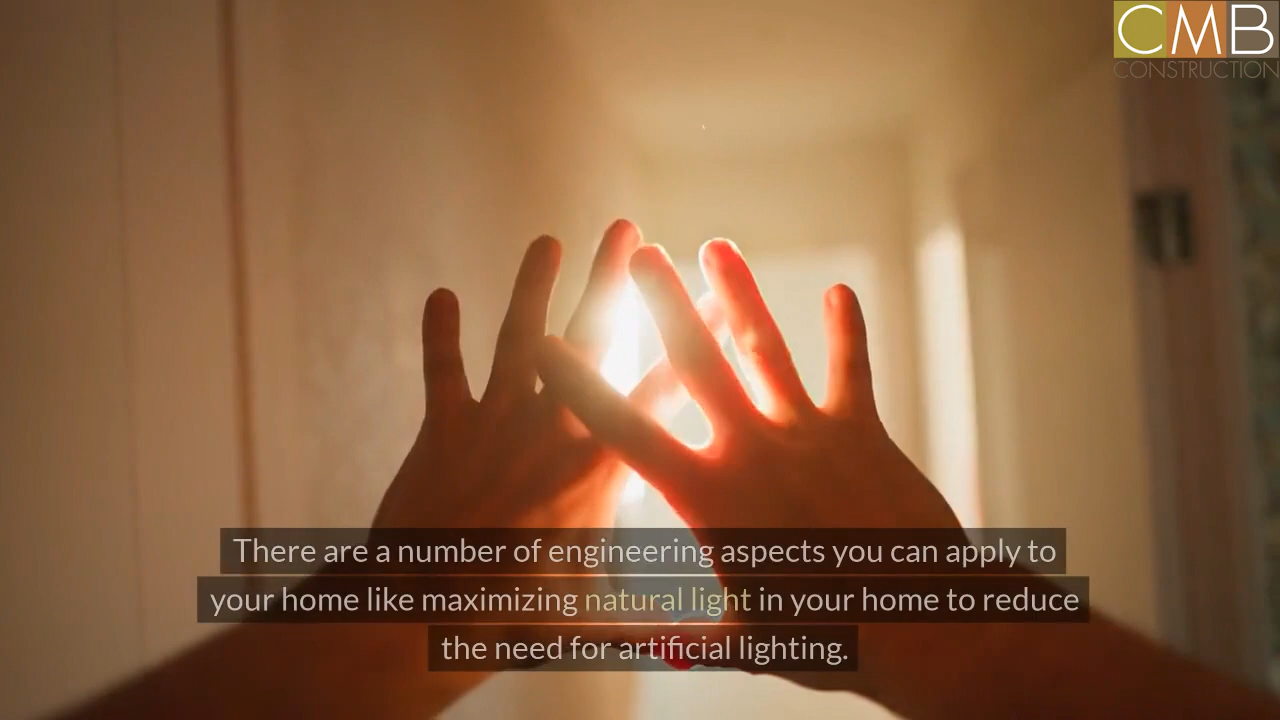 CMB
CONSTRUCTION
There are a number of engineering aspects you can apply to
your home like maximizing natural light in your home to reduce
the need for artificial lighting.